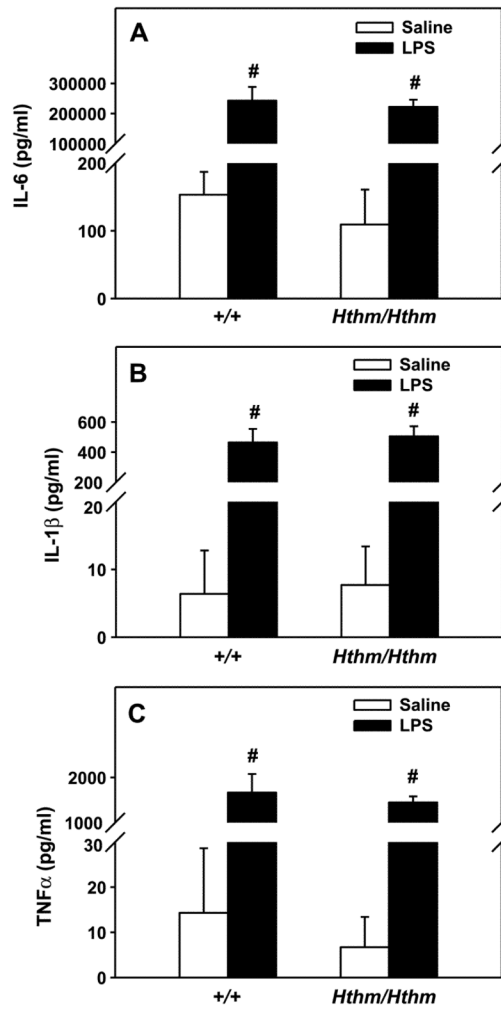 A
Saline
LPS
IL-6 (pg/ml)
300000
200000
100000
200
100
0
#
#
+/+
Hthm/Hthm
B
Saline
LPS
IL-1β (pg/ml)
600
400
200
20
10
0
#
#
+/+
Hthm/Hthm
C
Saline
LPS
TNFα (pg/ml)
2000
1000
30
20
10
0
#
#
+/+
Hthm/Hthm